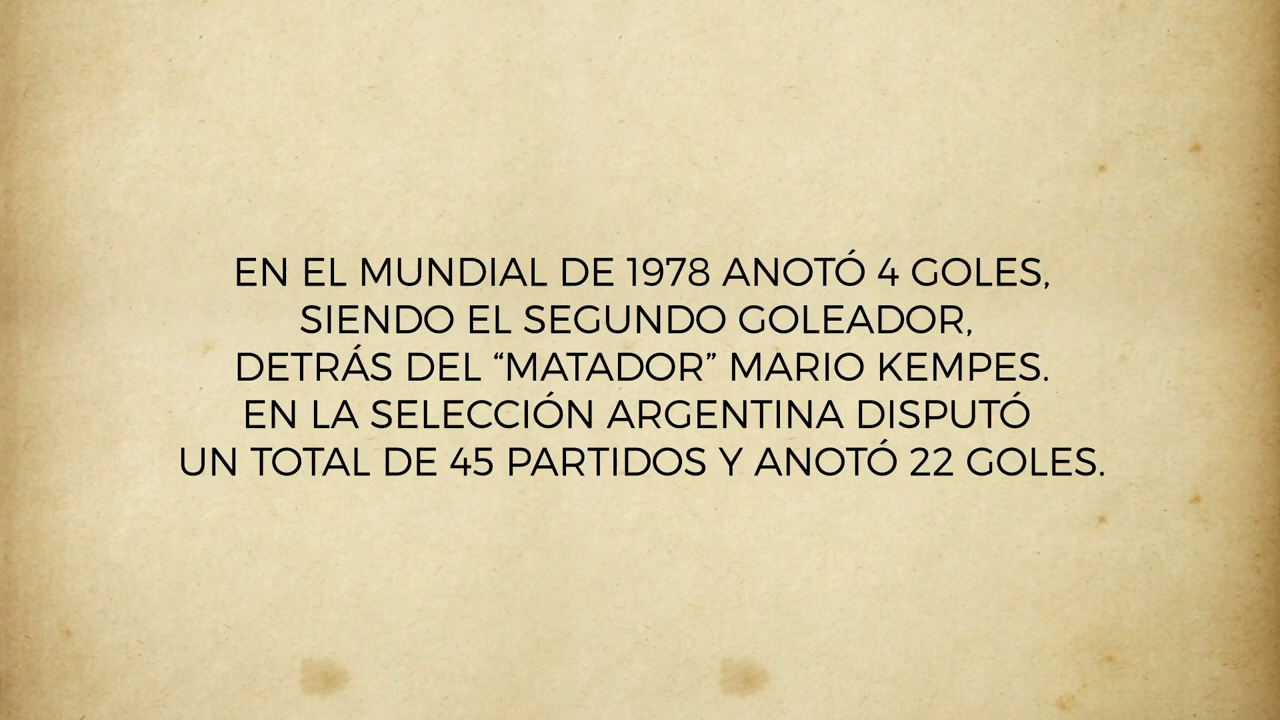 EN EL MUNDIAL DE 1978 ANOTÓ 4 GOLES,
SIENDO EL SEGUNDO GOLEADOR,
DETRÁS DEL “MATADOR” MARIO KEMPES.
EN LA SELECCIÓN ARGENTINA DISPUTÓ
UN TOTAL DE 45 PARTIDOS Y ANOTÓ 22 GOLES.